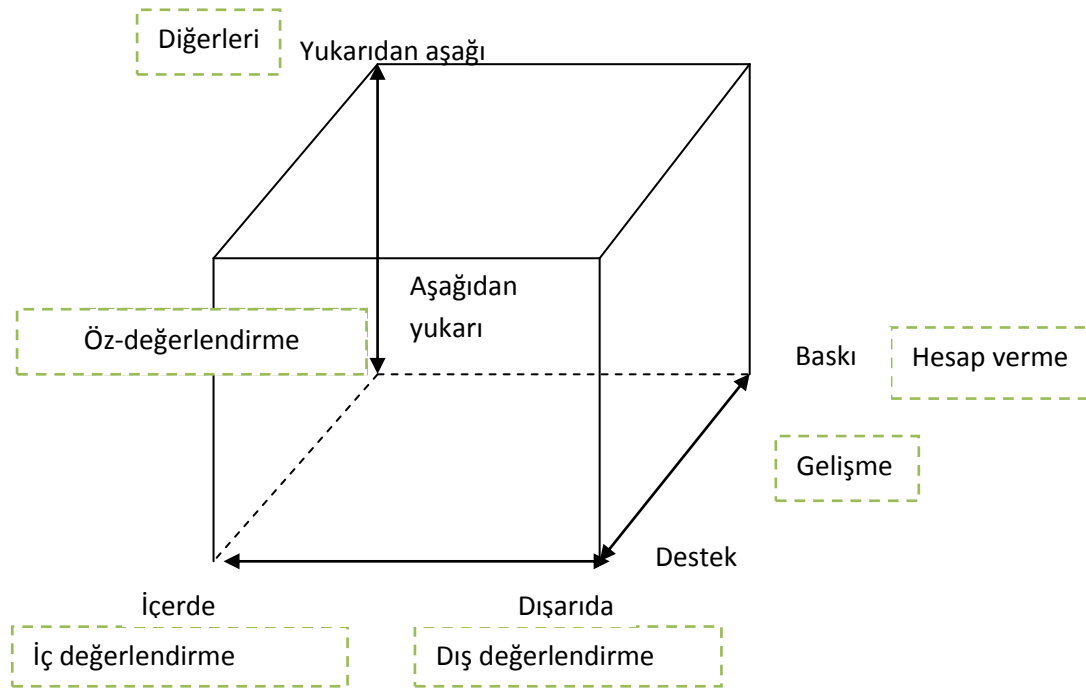 Diğerleri
Yukarıdan aşağı
Aşağıdan
yukarı
Öz-değerlendirme
Baskı
Hesap verme
Gelişme
Destek
İçerde
Dışarıda
İç değerlendirme
Dış değerlendirme